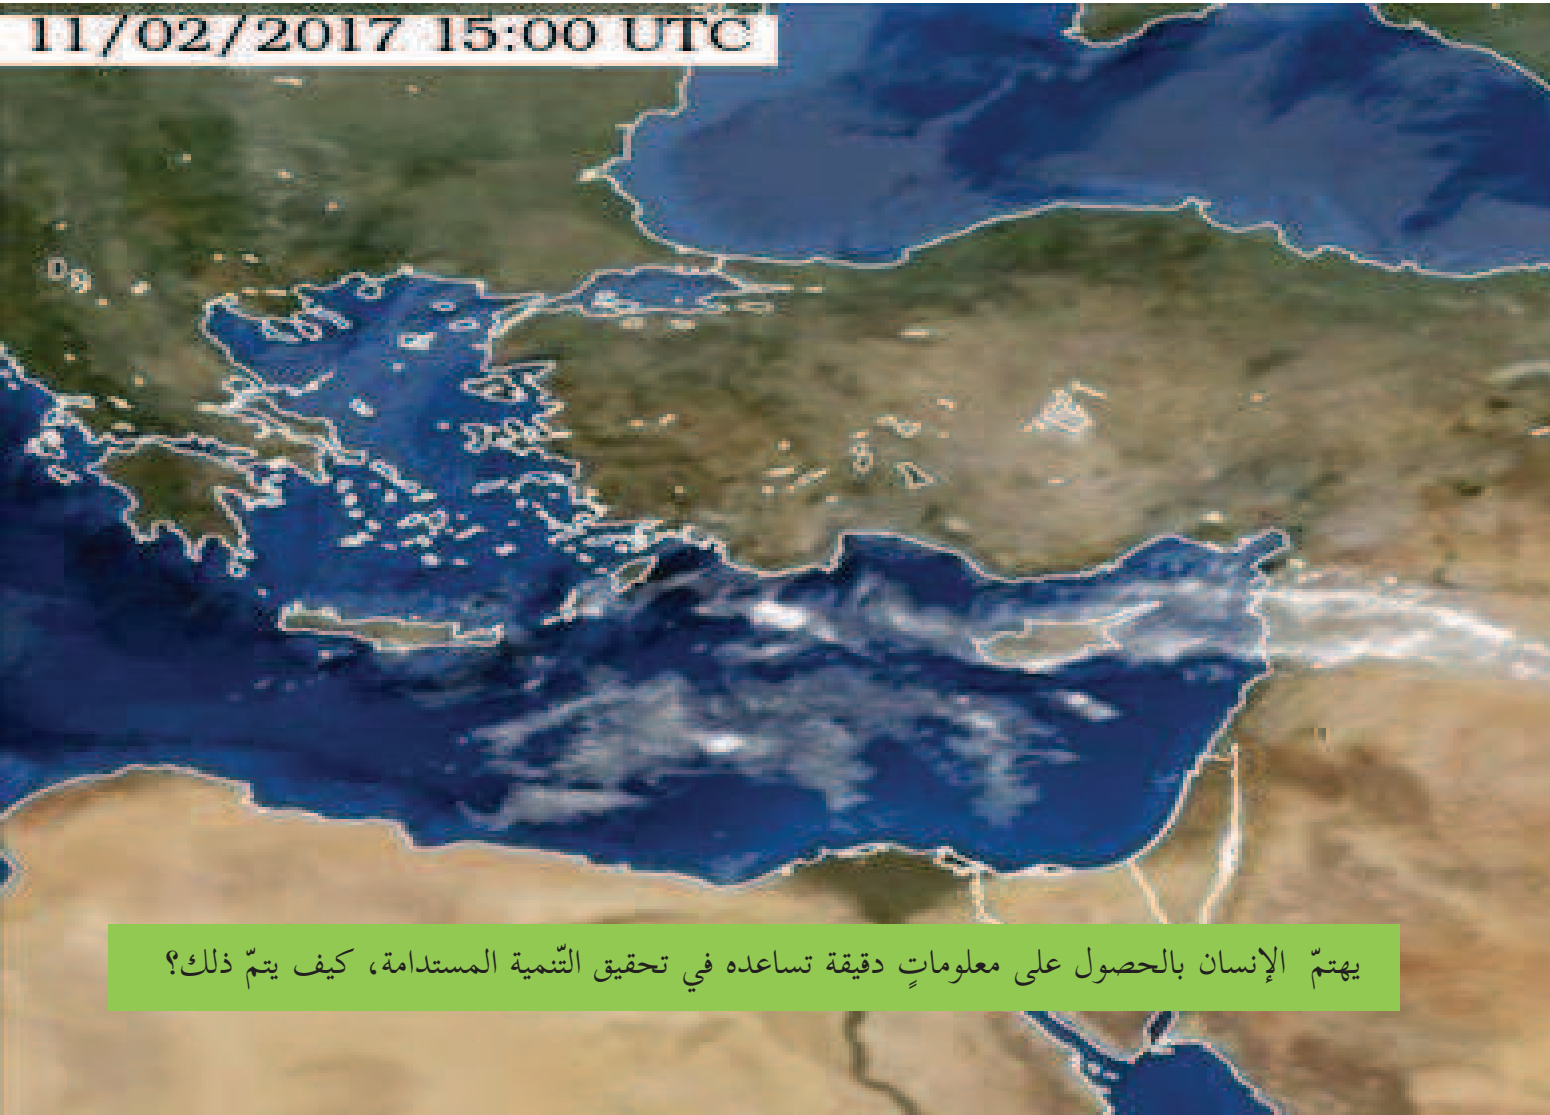 11/02/2017 15:00 UTC
يهتمّ الإنسان بالحصول على معلوماتٍ دقيقة تساعده في تحقيق التّنمية المستدامة، كيف يتمّ ذلك؟